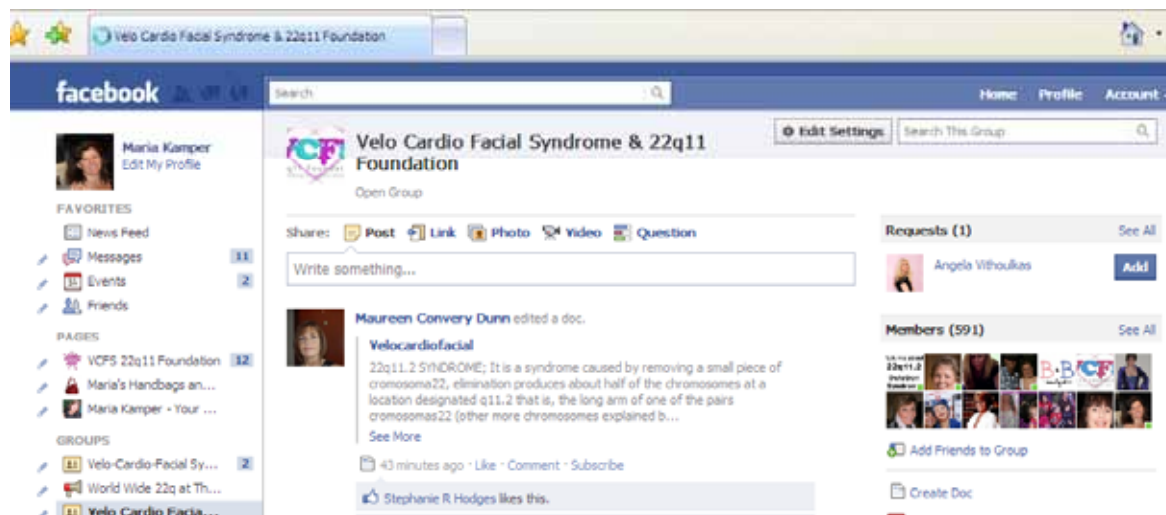 Velo Cardio Facial Syndrome & 22q11 Foundation
facebook
Search
Home Profile Account
Maria Kamper
Edit My Profile
FAVORITES
News Feed
Messages 11
Events 2
Friends
PAGES
VCFS 22q11 Foundation 12
Maria's Handbags an...
Maria Kamper - Your ...
GROUPS
Velo-Cardio-Facial Sy... 2
World Wide 22q at Th...
Velo Cardio Facia...
VCF
Velo Cardio Facial Syndrome & 22q11
Foundation
Open Group
Edit Settings
Search This Group
Share: Post Link Photo Video Question
Write something...
Maureen Convery Dunn edited a doc.
Velocardiofacial
22q11.2 SYNDROME; It is a syndrome caused by removing a small piece of
cromosoma22, elimination produces about half of the chromosomes at a
location designated q11.2 that is, the long arm of one of the pairs
cromosomas22 (other more chromosomes explained b...
See More
43 minutes ago · Like · Comment · Subscribe
Stephanie R Hodges likes this.
Requests (1) See All
Angela Vithoulkas
Add
Members (591) See All
22q11.2
B.B
VCF
Add Friends to Group
Create Doc